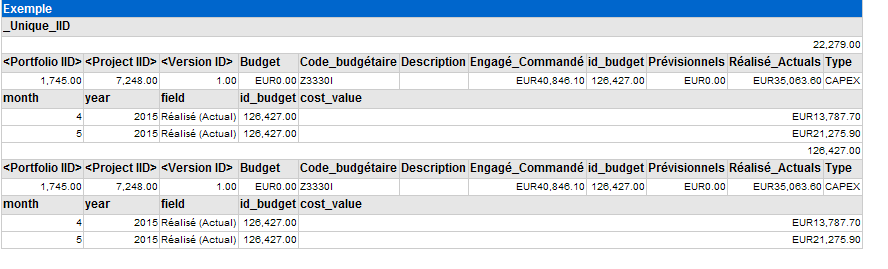 Exemple
_Unique_IID
22,279.00
<Portfolio IID> <Project IID> <Version ID> Budget Code_budgétaire Description Engagé_Commandé id_budget Prévisionnels Réalisé_Actuals Type
1,745.00 7,248.00 1.00 EUR0.00 Z3330I EUR40,846.10 126,427.00 EUR0.00 EUR35,063.60 CAPEX
month year field id_budget cost_value
4 2015 Réalisé (Actual) 126,427.00 EUR13,787.70
5 2015 Réalisé (Actual) 126,427.00 EUR21,275.90
126,427.00
<Portfolio IID> <Project IID> <Version ID> Budget Code_budgétaire Description Engagé_Commandé id_budget Prévisionnels Réalisé_Actuals Type
1,745.00 7,248.00 1.00 EUR0.00 Z3330I EUR40,846.10 126,427.00 EUR0.00 EUR35,063.60 CAPEX
month year field id_budget cost_value
4 2015 Réalisé (Actual) 126,427.00 EUR13,787.70
5 2015 Réalisé (Actual) 126,427.00 EUR21,275.90